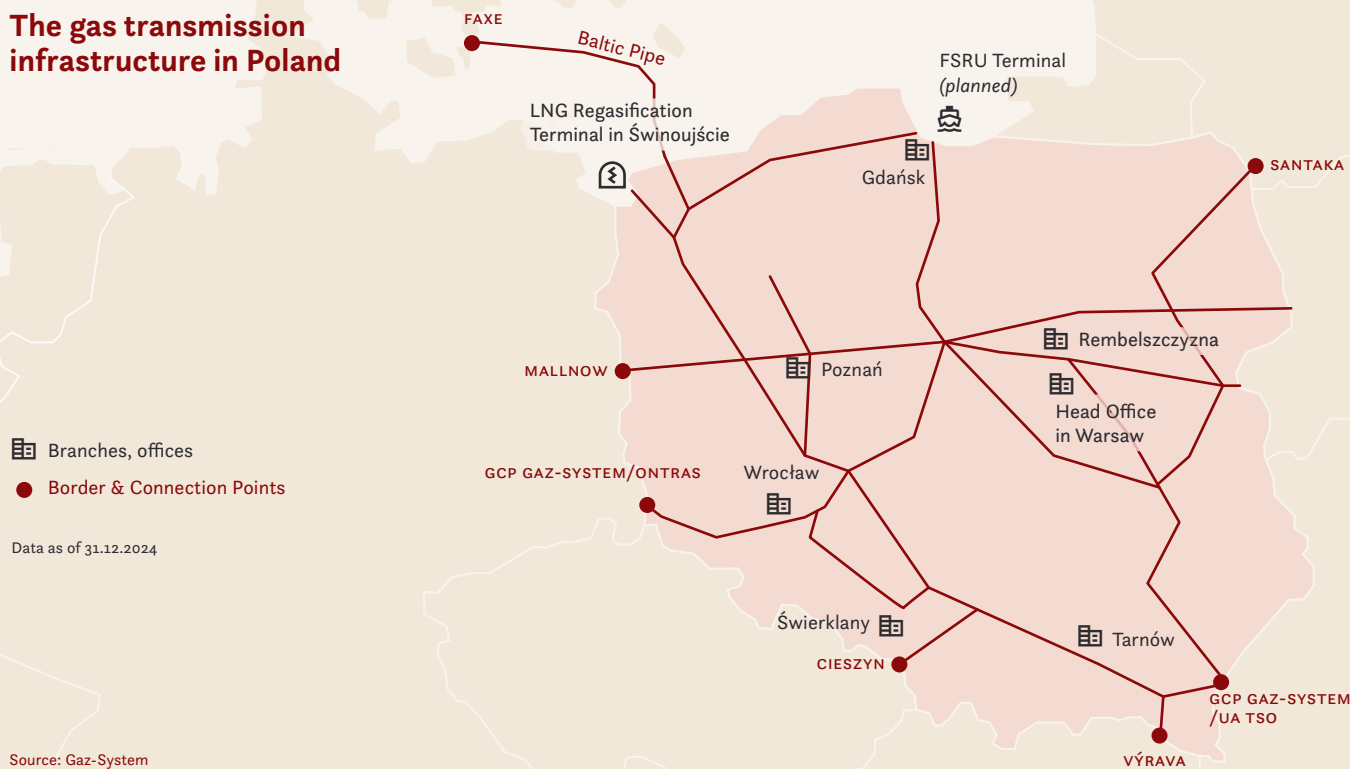 The gas transmission
infrastructure in Poland
FAXE
Baltic Pipe
FSRU Terminal
(planned)
LNG Regasification
Terminal in Świnoujście
Gdańsk
SANTAKA
Rembelszczyzna
MALLNOW
Poznań
Head Office
in Warsaw
Branches, offices
GCP GAZ-SYSTEM/ONTRAS
Wrocław
Border & Connection Points
Data as of 31.12.2024
Świerklany
Tarnów
CIESZYN
GCP GAZ-SYSTEM
/UA TSO
VÝRAVA
Source: Gaz-System